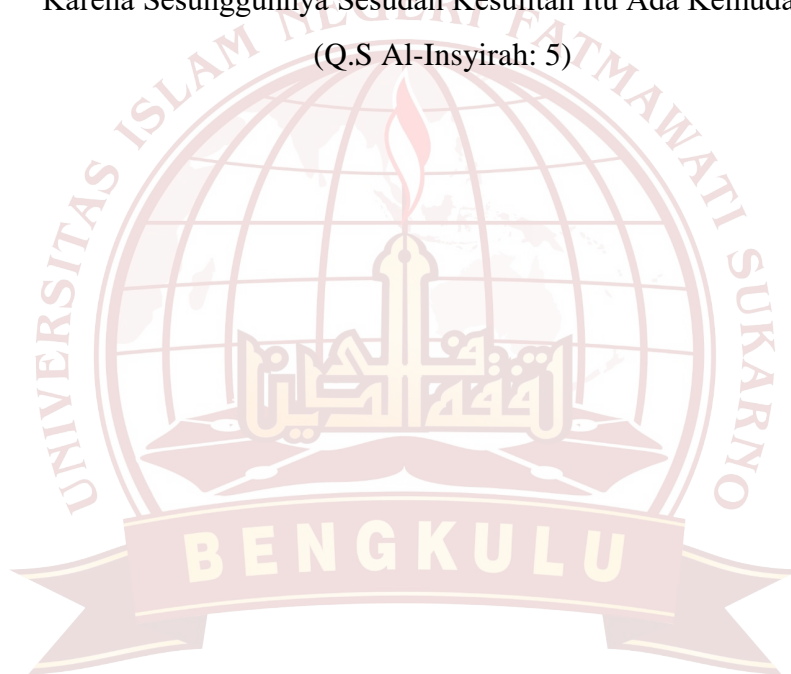 Karena Sesungguhnya Sesudah Kesulitan Itu Ada Kemuda
(Q.S Al-Insyirah: 5)
UNIVERSITAS ISLAM NEGERI FATMAWATI SUKARNO
BENGKULU